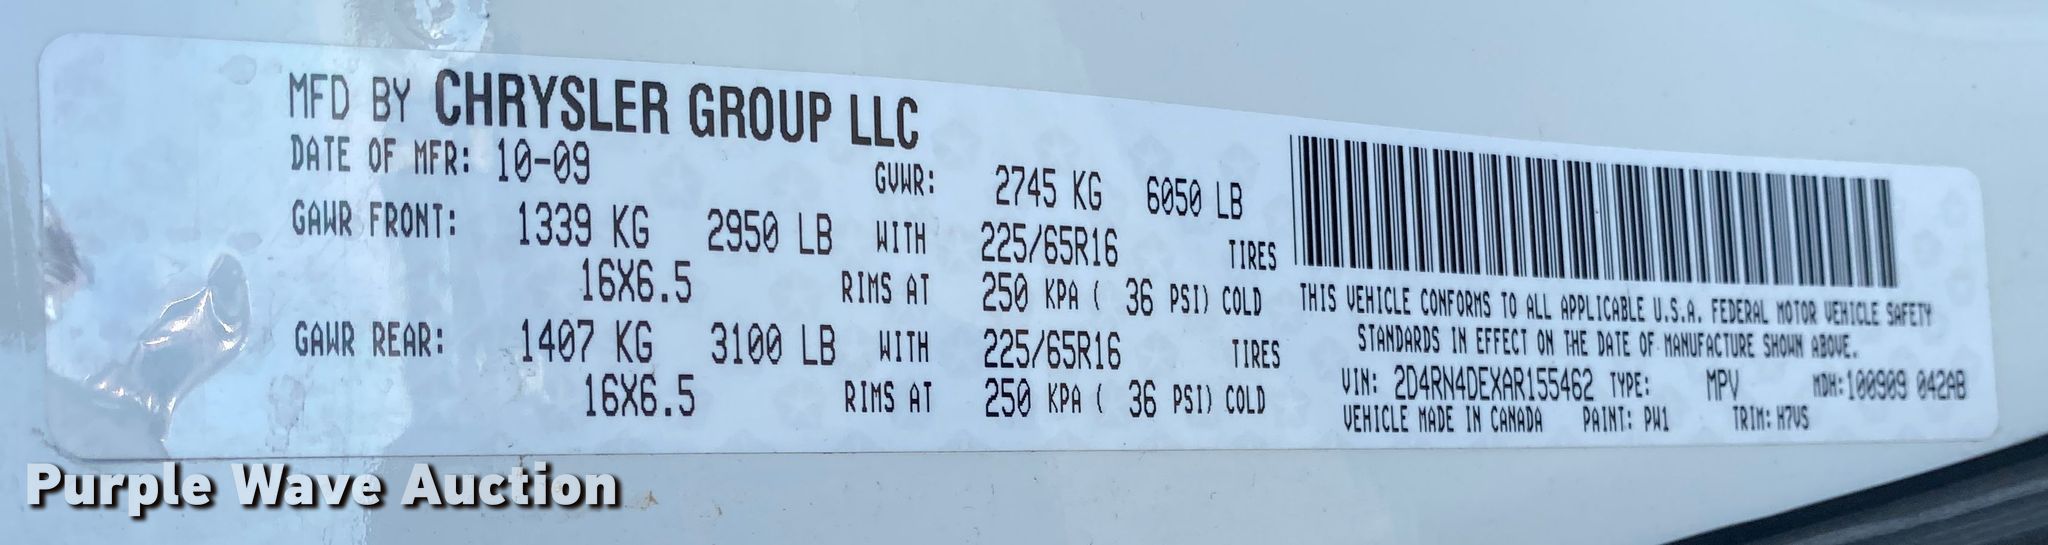 MFD BY CHRYSLER GROUP LLC
DATE OF MFR: 10-09 GVWR: 2745 KG 6050 LB
GAWR FRONT: 1339 KG 2950 LB WITH 225/65R16 TIRES
16X6.5 RIMS AT 250 KPA ( 36 PSI) COLD
GAWR REAR: 1407 KG 3100 LB WITH 225/65R16 TIRES
16X6.5 RIMS AT 250 KPA ( 36 PSI) COLD
THIS VEHICLE CONFORMS TO ALL APPLICABLE U.S.A. FEDERAL MOTOR VEHICLE SAFETY
STANDARDS IN EFFECT ON THE DATE OF MANUFACTURE SHOWN ABOVE.
VIN: 2D4RN4DEXAR155462 TYPE: MPV MDH: 100909 042AB
VEHICLE MADE IN CANADA PAINT: PW1 TRIM: H7VS
Purple Wave Auction